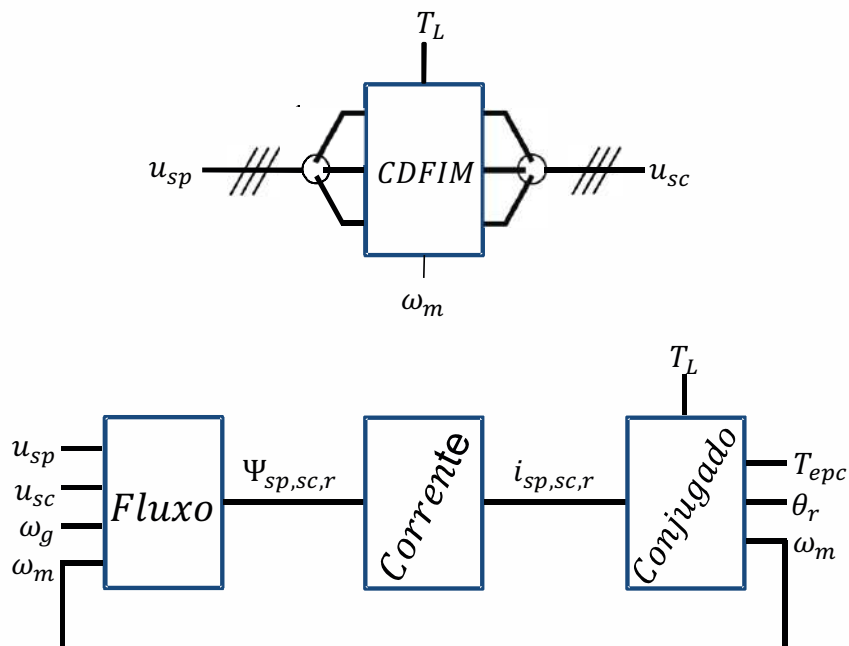 T_L
u_sp
CDFIM
u_sc
ω_m
T_L
u_sp
u_sc
ω_g
ω_m
Fluxo
Ψ_sp,sc,r
Corrente
i_sp,sc,r
Conjugado
T_epc
θ_r
ω_m